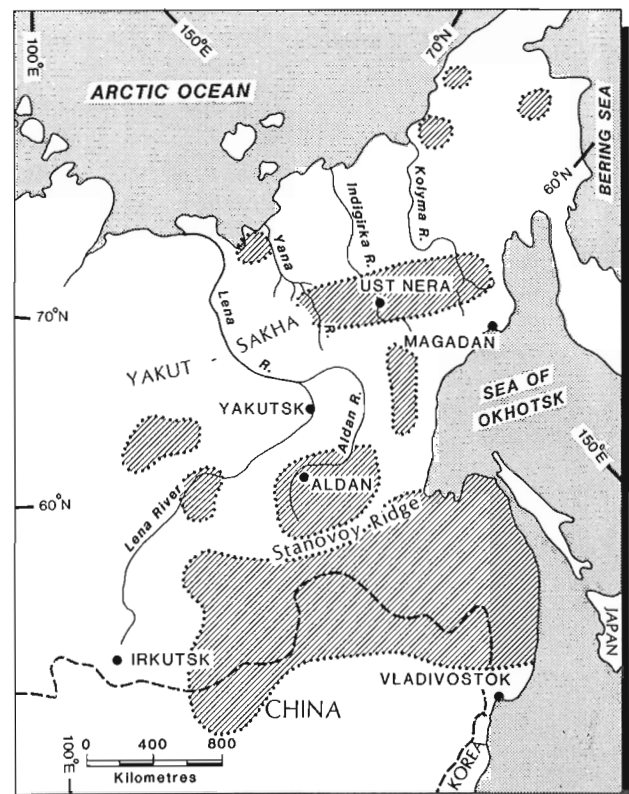 100°E
150°E
70°N
ARCTIC OCEAN
BERING SEA
60°N
Kolyma R.
Indigirka R.
Yana
R.
UST NERA
Lena
R.
70°N
YAKUT - SAKHA
MAGADAN
SEA OF
OKHOTSK
YAKUTSK
Aldan R.
150°E
ALDAN
Lena River
60°N
Stanovoy Ridge
JAPAN
IRKUTSK
VLADIVOSTOK
CHINA
KOREA
100°E
0 400 800
Kilometres